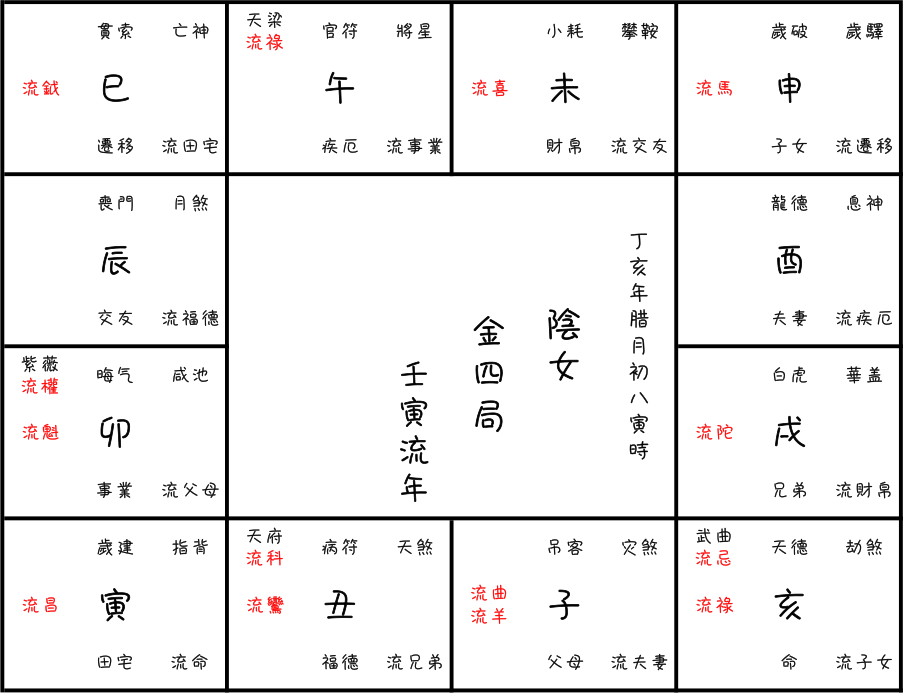 貫索 亡神
流鉞 巳
遷移 流田宅
天梁
流祿
官符 將星
午
疾厄 流事業
小耗 攀鞍
流喜 未
財帛 流交友
歲破 歲驛
流馬 申
子女 流遷移
喪門 月煞
辰
交友 流福德
龍德 息神
酉
夫妻 流疾厄
丁亥年腊月初八寅時
陰女
金四局
壬寅流年
紫薇
流權
晦气 咸池
流魁 卯
事業 流父母
白虎 華盖
流陀 戌
兄弟 流財帛
歲建 指背
流昌 寅
田宅 流命
天府
流科
病符 天煞
流鸞 丑
福德 流兄弟
吊客 灾煞
流曲
流羊
子
父母 流夫妻
武曲
流忌
天德 劫煞
流祿 亥
命 流子女